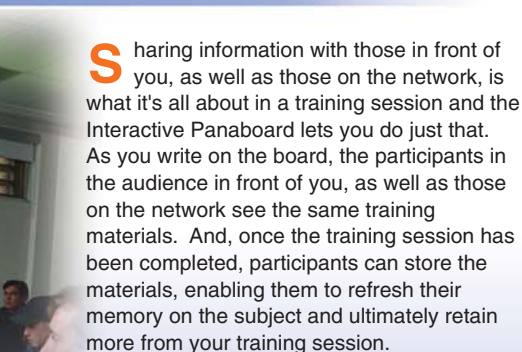 Sharing information with those in front of
you, as well as those on the network, is
what it's all about in a training session and the
Interactive Panaboard lets you do just that.
As you write on the board, the participants in
the audience in front of you, as well as those
on the network see the same training
materials.  And, once the training session has
been completed, participants can store the
materials, enabling them to refresh their
memory on the subject and ultimately retain
more from your training session.